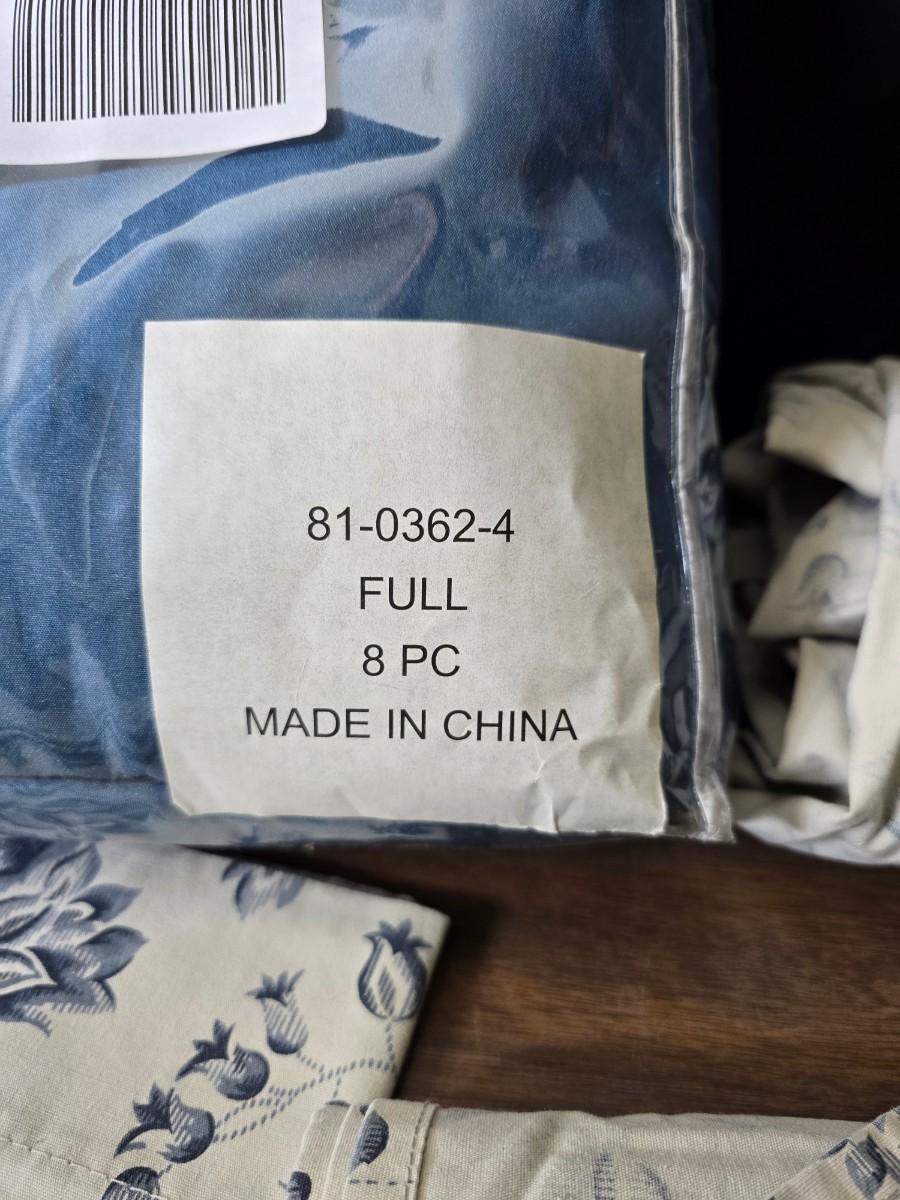 81-0362-4
FULL
8 PC
MADE IN CHINA